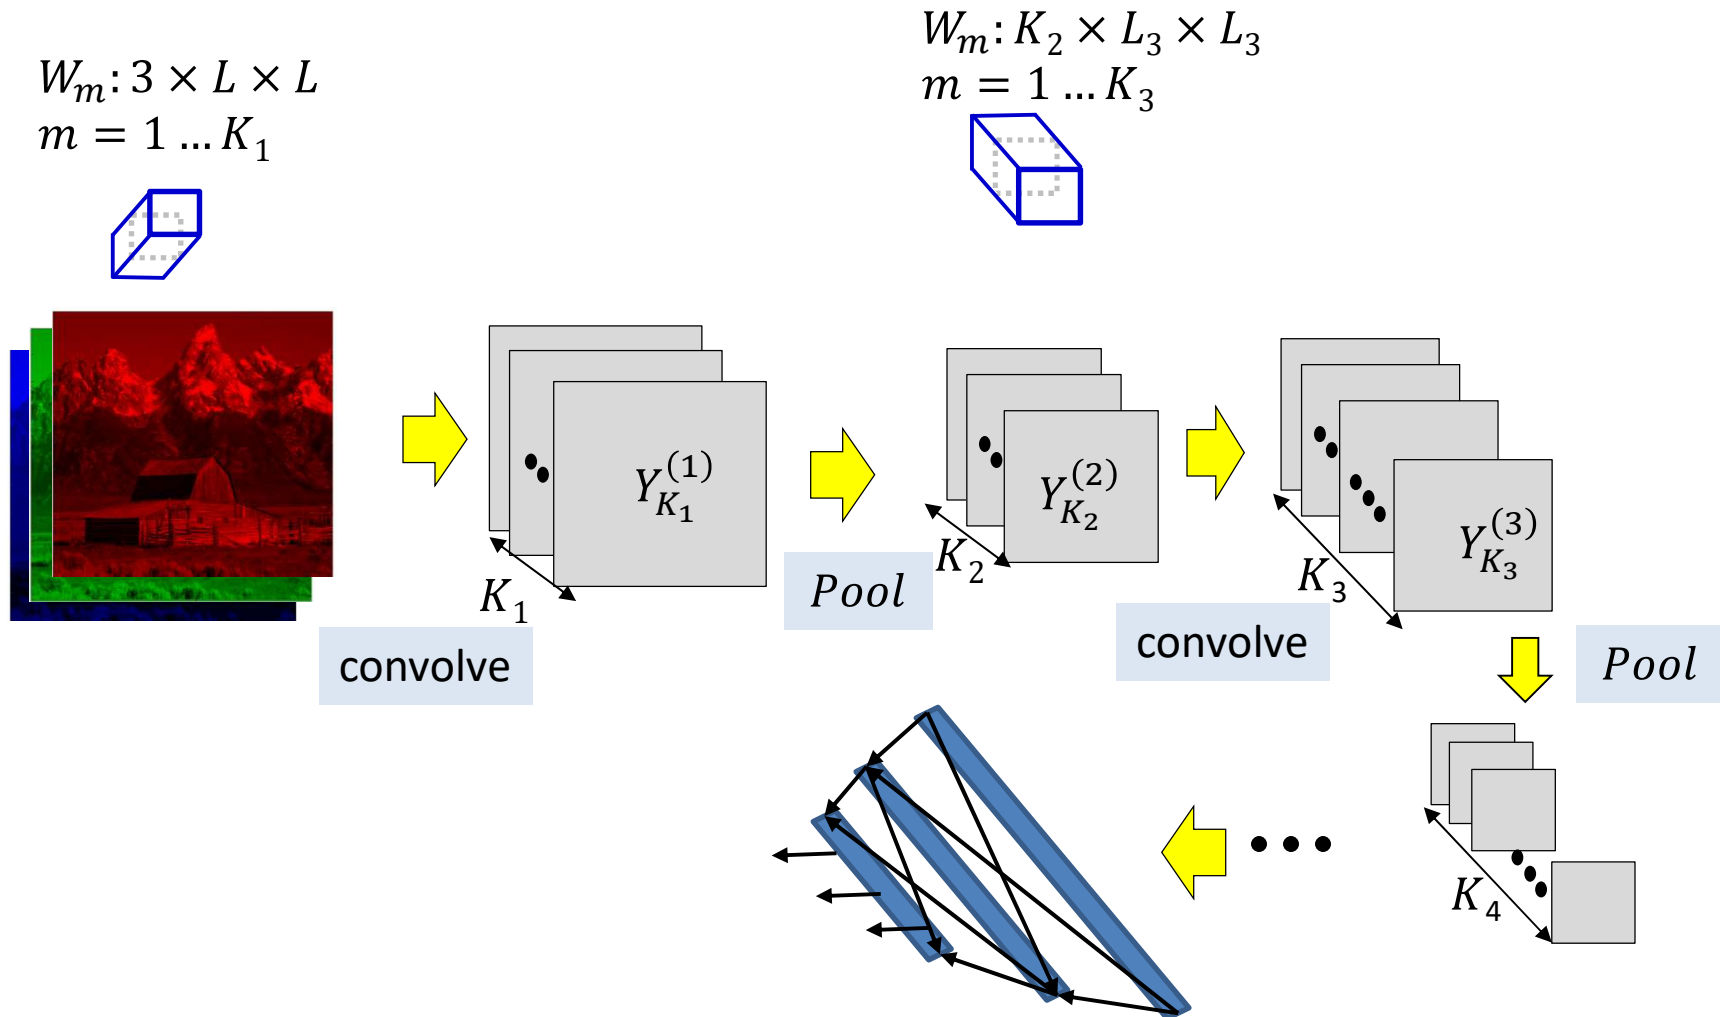 W_m: 3 × L × L
m = 1 … K_1
W_m: K_2 × L_3 × L_3
m = 1 … K_3
Y_{K_1}^{(1)}
Y_{K_2}^{(2)}
Y_{K_3}^{(3)}
K_1
K_2
K_3
Pool
convolve
convolve
Pool
K_4